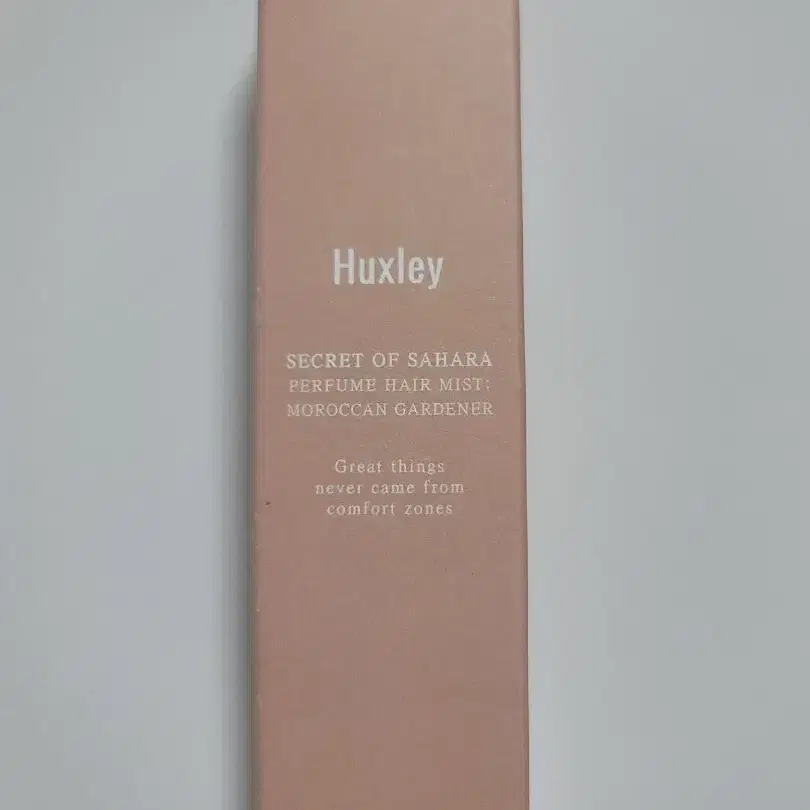 Huxley
SECRET OF SAHARA
PERFUME HAIR MIST:
MOROCCAN GARDENER
Great things
never came from
comfort zones